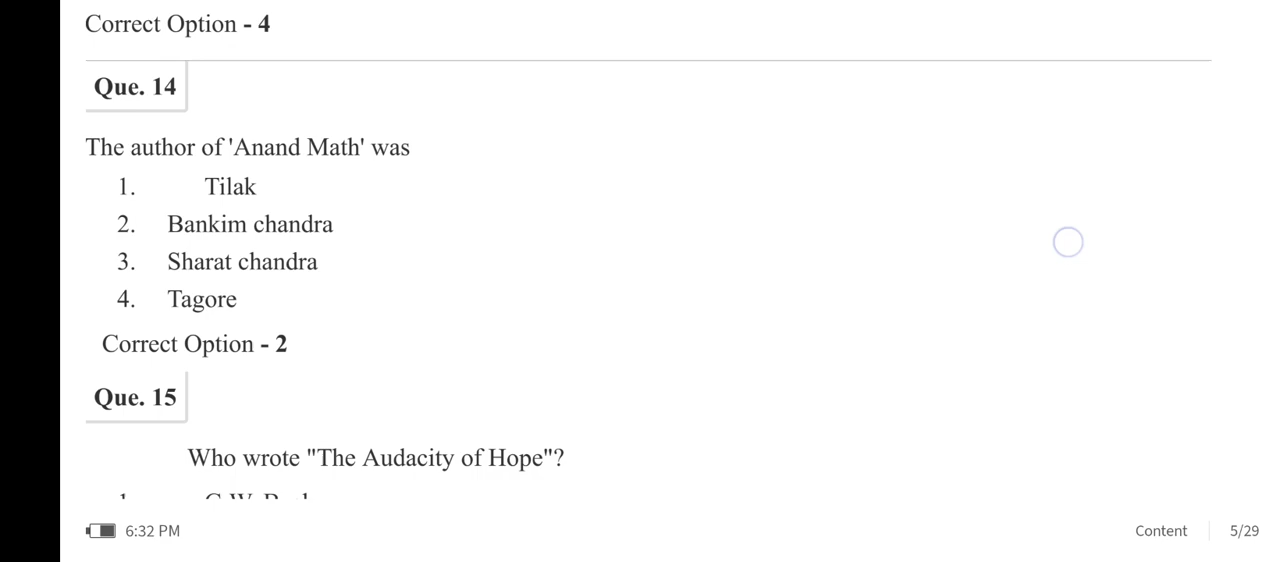 Correct Option - 4
Que. 14
The author of 'Anand Math' was
1. Tilak
2. Bankim chandra
3. Sharat chandra
4. Tagore
Correct Option - 2
Que. 15
Who wrote "The Audacity of Hope"?
6:32 PM
Content 5/29